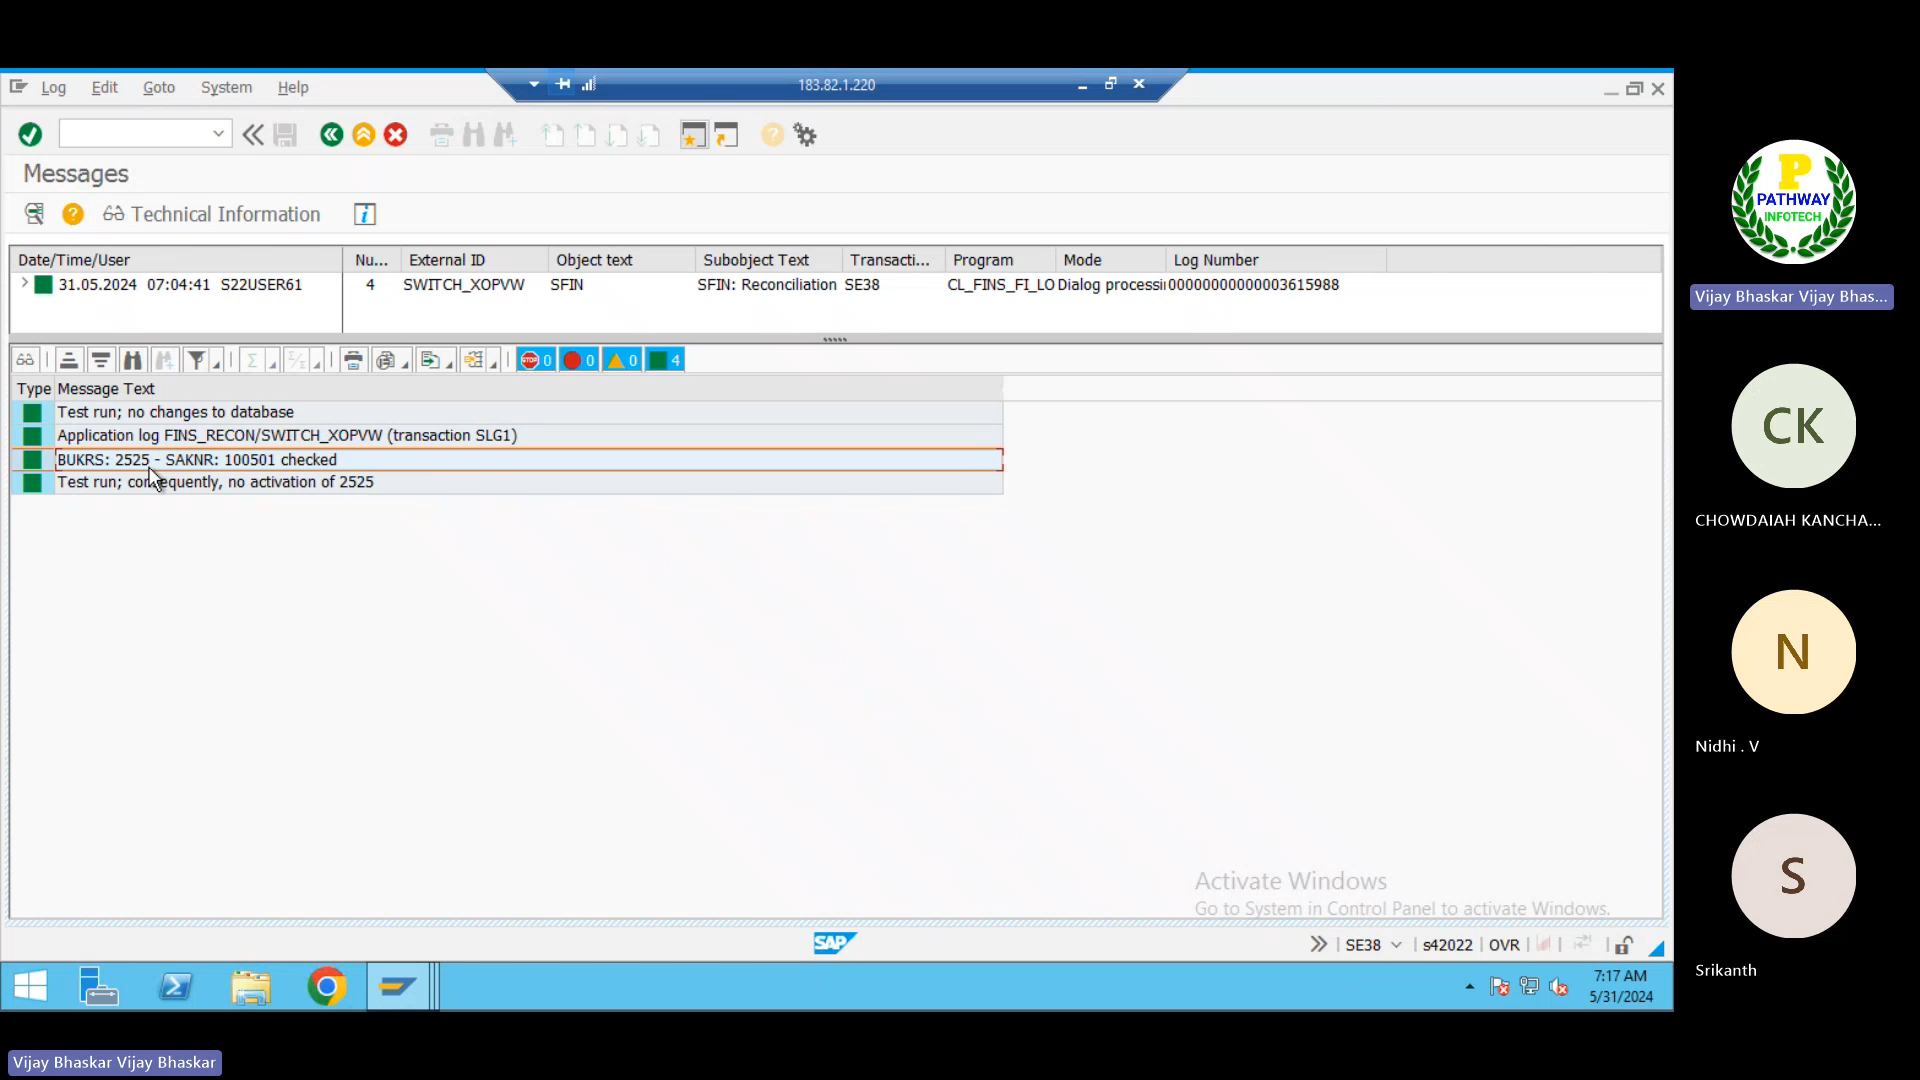 Log Edit Goto System Help
183.82.1.220
Messages
Technical Information
Date/Time/User Nu... External ID Object text Subobject Text Transacti... Program Mode Log Number
31.05.2024 07:04:41 S22USER61 4 SWITCH_XOPVW SFIN SFIN: Reconciliation SE38 CL_FINS_FI_LO Dialog processi 00000000000003615988
STOP 0 0 0 4
Type Message Text
Test run; no changes to database
Application log FINS_RECON/SWITCH_XOPVW (transaction SLG1)
BUKRS: 2525 - SAKNR: 100501 checked
Test run; consequently, no activation of 2525
Activate Windows
Go to System in Control Panel to activate Windows.
SAP
SE38 s42022 OVR
7:17 AM
5/31/2024
P
PATHWAY
INFOTECH
Vijay Bhaskar Vijay Bhas...
CK
CHOWDAIAH KANCHA...
N
Nidhi . V
S
Srikanth
Vijay Bhaskar Vijay Bhaskar